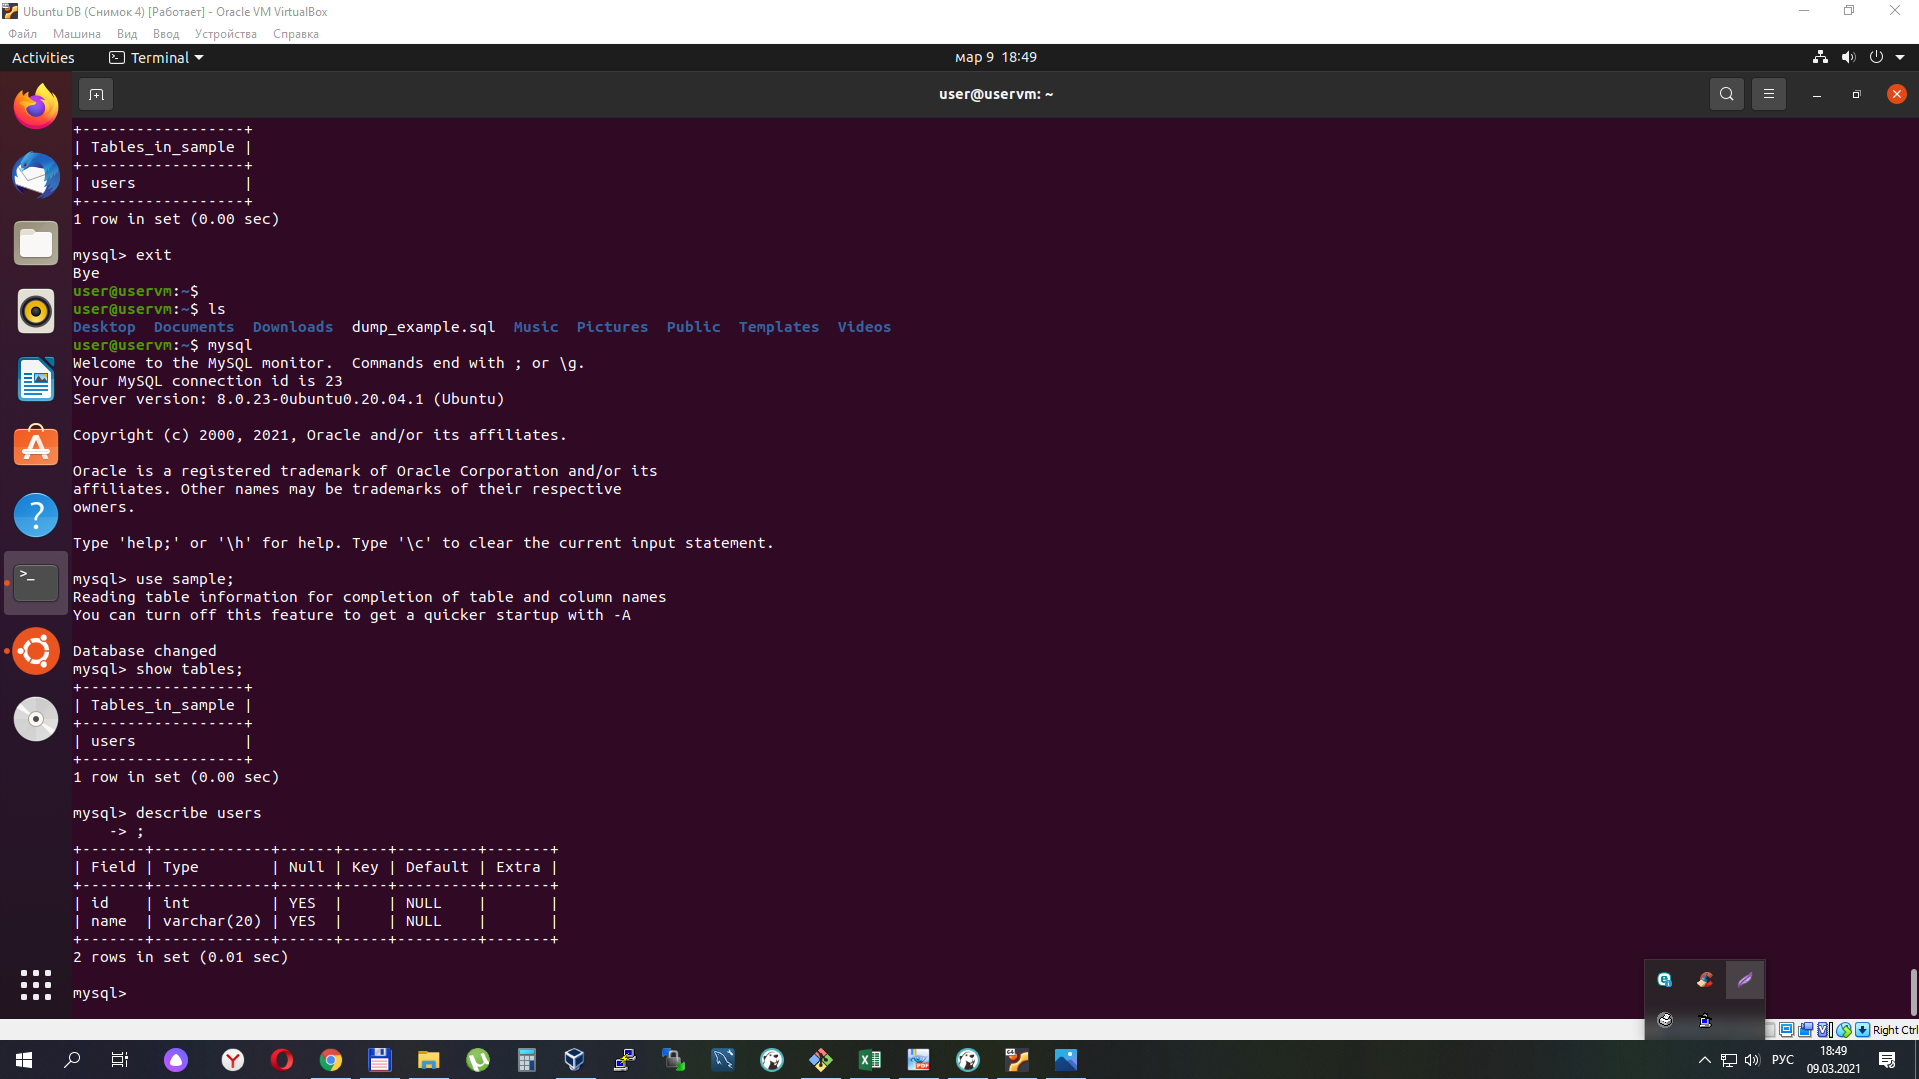 Ubuntu DB (Снимок 4) [Работает] - Oracle VM VirtualBox
Файл Машина Вид Ввод Устройства Справка
Activities Terminal мар 9 18:49
user@uservm: ~
+------------------+
| Tables_in_sample |
+------------------+
| users            |
+------------------+
1 row in set (0.00 sec)
mysql> exit
Bye
user@uservm:~$
user@uservm:~$ ls
Desktop  Documents  Downloads  dump_example.sql  Music  Pictures  Public  Templates  Videos
user@uservm:~$ mysql
Welcome to the MySQL monitor.  Commands end with ; or \g.
Your MySQL connection id is 23
Server version: 8.0.23-0ubuntu0.20.04.1 (Ubuntu)
Copyright (c) 2000, 2021, Oracle and/or its affiliates.
Oracle is a registered trademark of Oracle Corporation and/or its
affiliates. Other names may be trademarks of their respective
owners.
Type 'help;' or '\h' for help. Type '\c' to clear the current input statement.
mysql> use sample;
Reading table information for completion of table and column names
You can turn off this feature to get a quicker startup with -A
Database changed
mysql> show tables;
+------------------+
| Tables_in_sample |
+------------------+
| users            |
+------------------+
1 row in set (0.00 sec)
mysql> describe users
    -> ;
+-------+-------------+------+-----+---------+-------+
| Field | Type        | Null | Key | Default | Extra |
+-------+-------------+------+-----+---------+-------+
| id    | int         | YES  |     | NULL    |       |
| name  | varchar(20) | YES  |     | NULL    |       |
+-------+-------------+------+-----+---------+-------+
2 rows in set (0.01 sec)
mysql>
Right Ctrl
РУС
18:49
09.03.2021